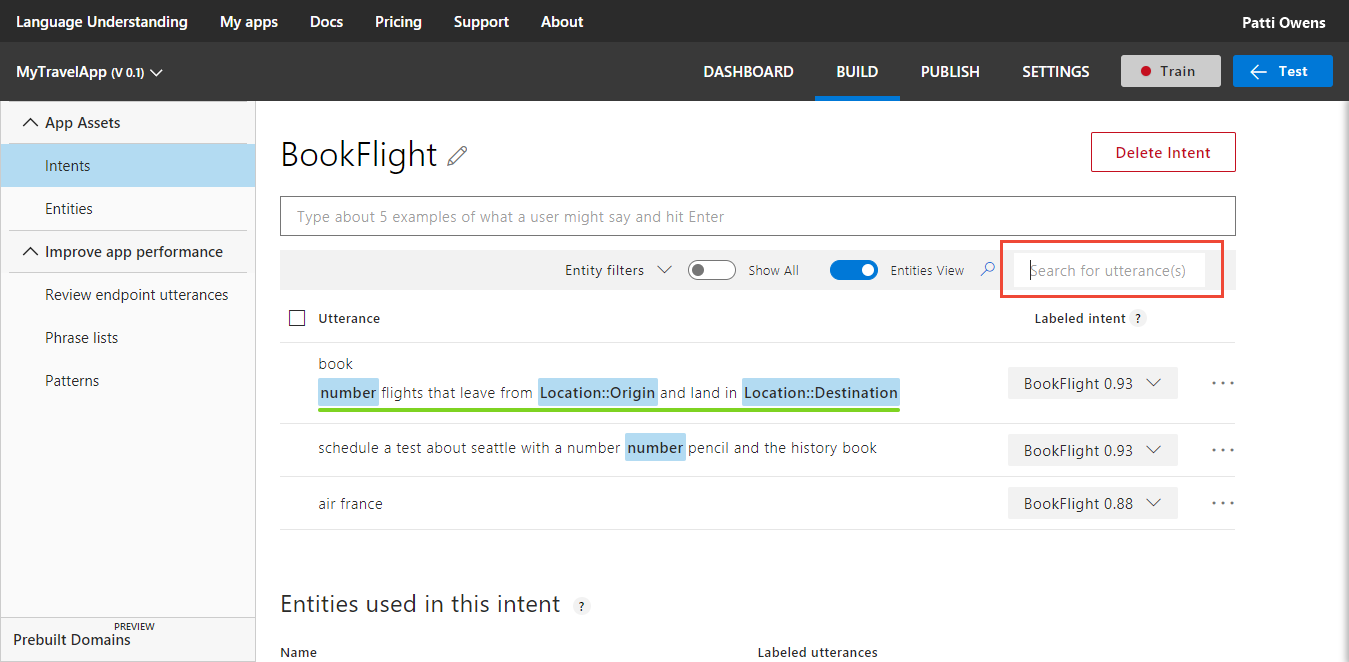 Language Understanding My apps Docs Pricing Support About Patti Owens
MyTravelApp (V 0.1) DASHBOARD BUILD PUBLISH SETTINGS Train Test
App Assets
Intents
Entities
Improve app performance
Review endpoint utterances
Phrase lists
Patterns
PREVIEW
Prebuilt Domains
BookFlight Delete Intent
Type about 5 examples of what a user might say and hit Enter
Entity filters Show All Entities View Search for utterance(s)
Utterance Labeled intent ?
book
number flights that leave from Location::Origin and land in Location::Destination BookFlight 0.93 ...
schedule a test about seattle with a number number pencil and the history book BookFlight 0.93 ...
air france BookFlight 0.88 ...
Entities used in this intent ?
Name Labeled utterances